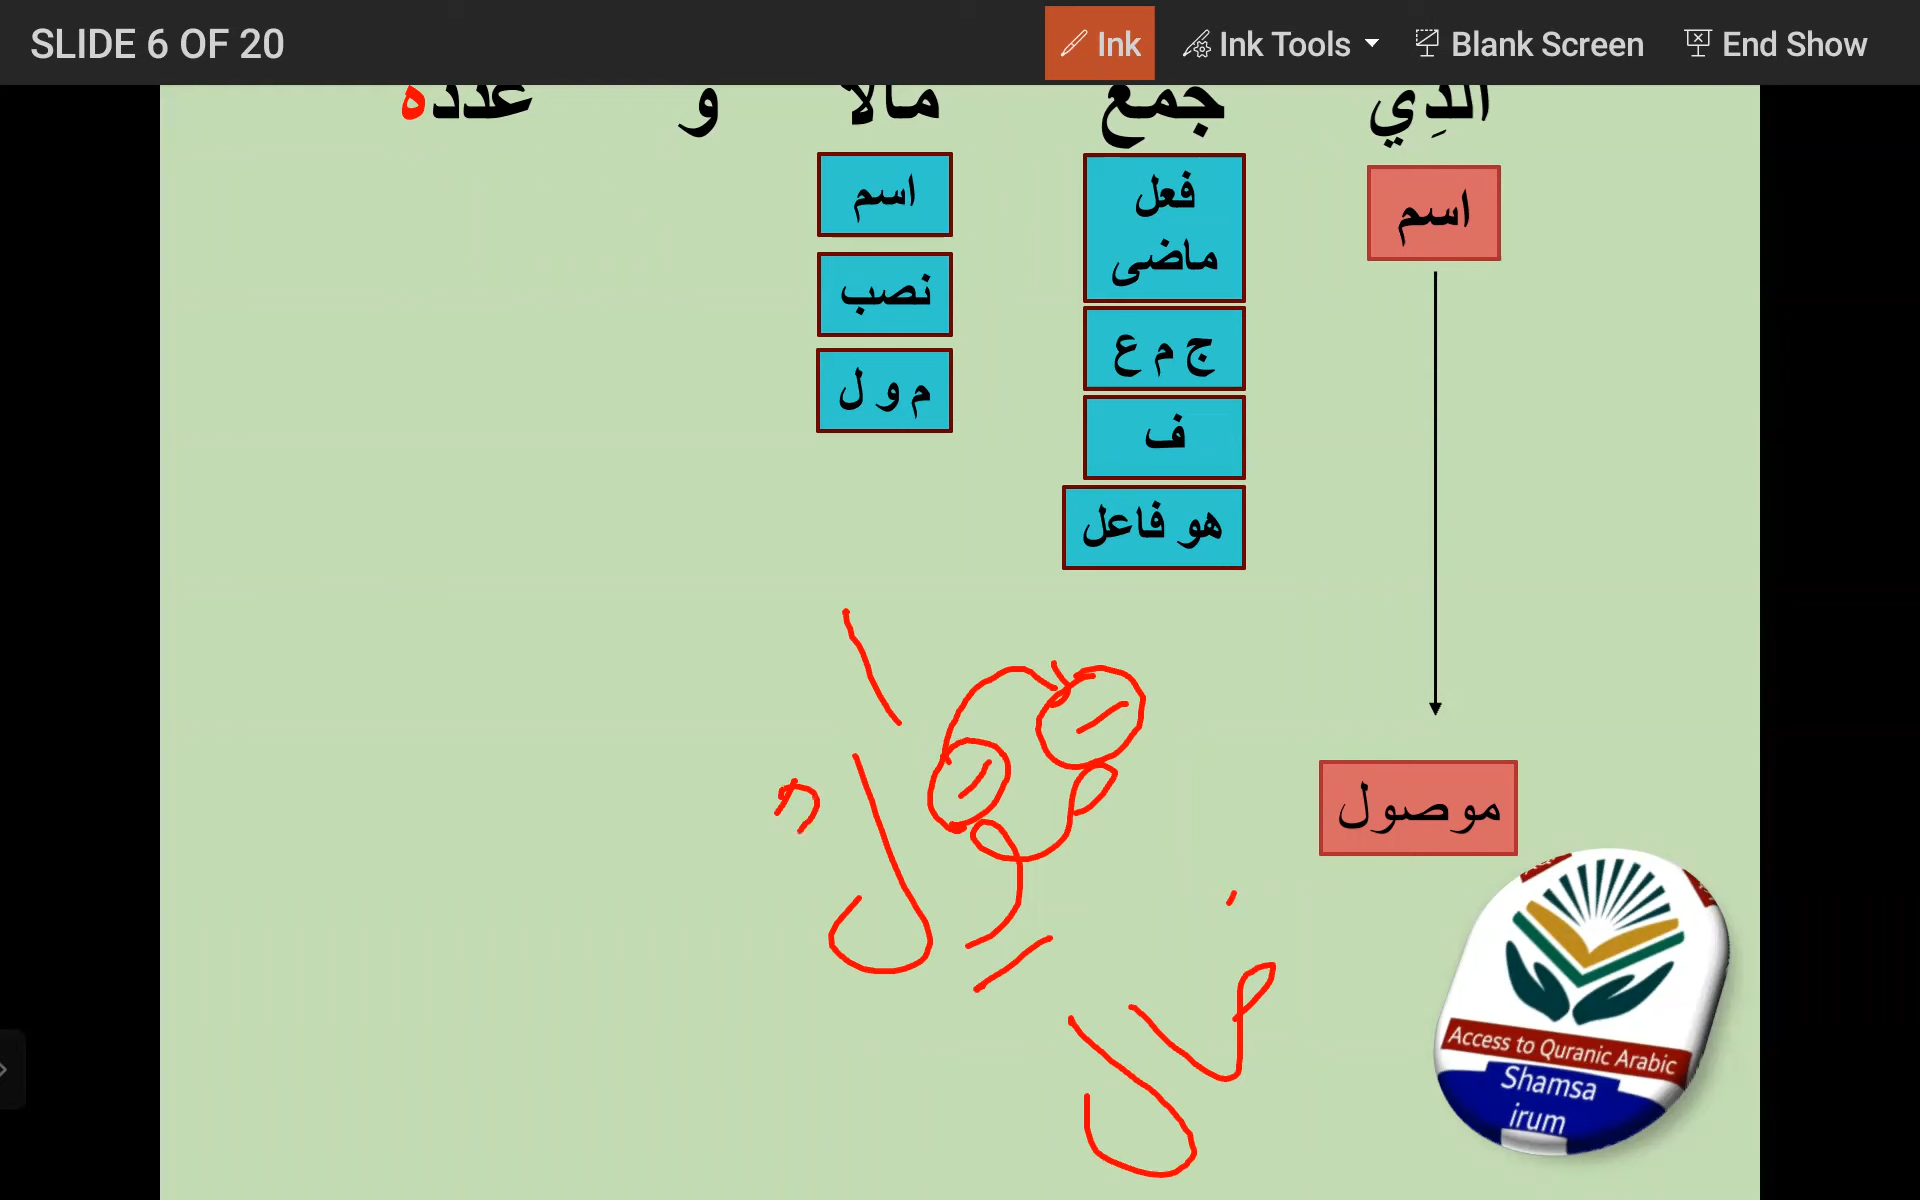 SLIDE 6 OF 20
Ink
Ink Tools
Blank Screen
End Show
الذِي جمع مالا و عدده
اسم
فعل
ماضى
ج م ع
ف
هو فاعل
اسم
نصب
م و ل
موصول
مال
Access to Quranic Arabic
Shamsa
irum